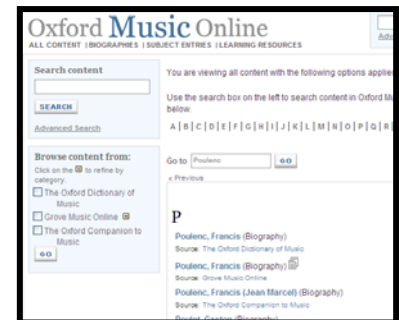 Oxford Music Online
ALL CONTENT | BIOGRAPHIES | SUBJECT ENTRIES | LEARNING RESOURCES
Search content
SEARCH
Advanced Search
Browse content from:
Click on the to refine by
category.
The Oxford Dictionary of
Music
Grove Music Online
The Oxford Companion to
Music
GO
You are viewing all content with the following options applie
Use the search box on the left to search content in Oxford Mu
below.
A | B | C | D | E | F | G | H | I | J | K | L | M | N | O | P | Q | R |
Go to Poulenc GO
« Previous
P
Poulenc, Francis (Biography)
Source: The Oxford Dictionary of Music
Poulenc, Francis (Biography)
Source: Grove Music Online
Poulenc, Francis (Jean Marcel) (Biography)
Source: The Oxford Companion to Music
Poulet, Gaston (Biography)